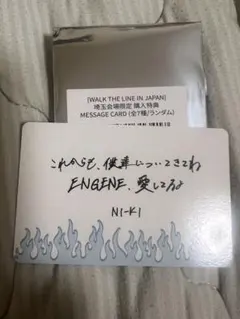 [WALK THE LINE IN JAPAN]
埼玉会場限定 購入特典
MESSAGE CARD (全7種/ランダム)
これからも、僕達についてきてね
ENGENE、愛してるよ
NI-KI